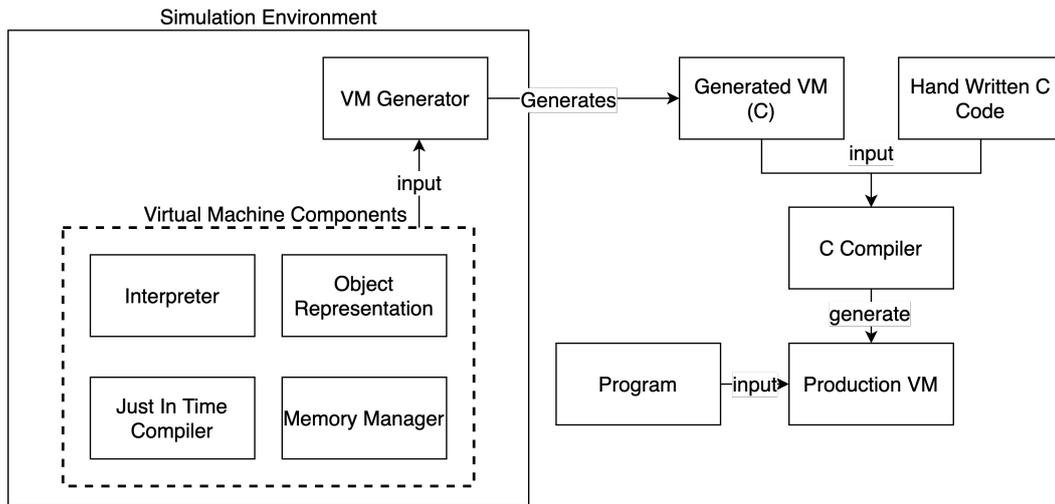 Simulation Environment
VM Generator
Generates
Generated VM
(C)
Hand Written C
Code
input
input
Virtual Machine Components
C Compiler
Interpreter
Object
Representation
generate
Program
input
Production VM
Just In Time
Compiler
Memory Manager